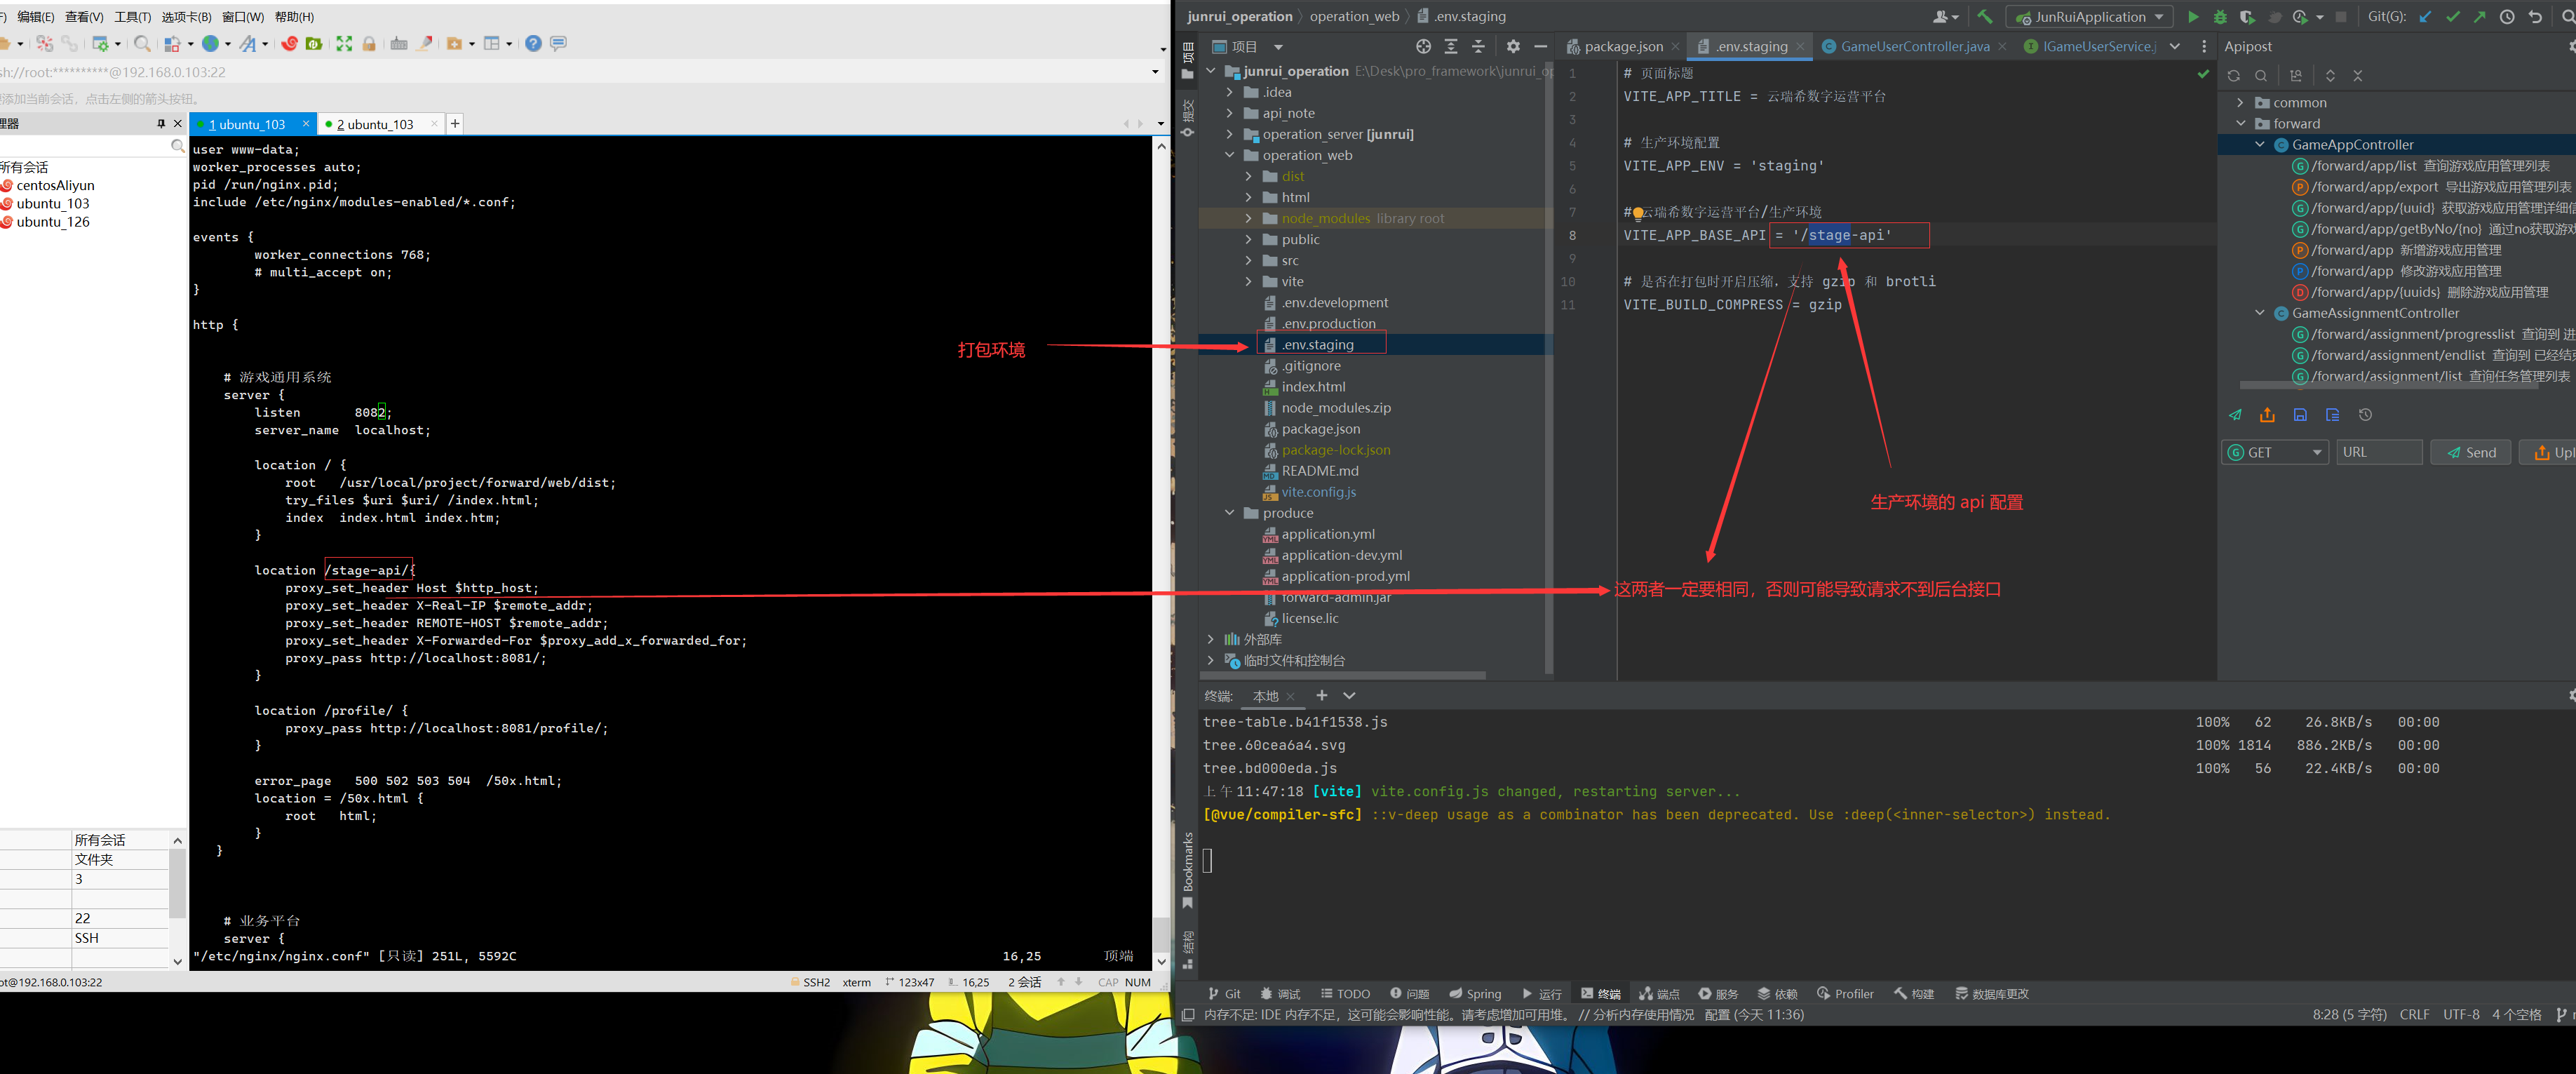 编辑(E) 查看(V) 工具(T) 选项卡(B) 窗口(W) 帮助(H)
sh://root:**********@192.168.0.103:22
添加当前会话，点击左侧的箭头按钮。
理器
所有会话
centosAliyun
ubuntu_103
ubuntu_126
所有会话
文件夹
3
22
SSH
1 ubuntu_103
2 ubuntu_103
user www-data;
worker_processes auto;
pid /run/nginx.pid;
include /etc/nginx/modules-enabled/*.conf;
events {
worker_connections 768;
# multi_accept on;
}
http {
# 游戏通用系统
server {
listen 8082;
server_name localhost;
location / {
root /usr/local/project/forward/web/dist;
try_files $uri $uri/ /index.html;
index index.html index.htm;
}
location /stage-api/{
proxy_set_header Host $http_host;
proxy_set_header X-Real-IP $remote_addr;
proxy_set_header REMOTE-HOST $remote_addr;
proxy_set_header X-Forwarded-For $proxy_add_x_forwarded_for;
proxy_pass http://localhost:8081/;
}
location /profile/ {
proxy_pass http://localhost:8081/profile/;
}
error_page 500 502 503 504 /50x.html;
location = /50x.html {
root html;
}
}
# 业务平台
server {
"/etc/nginx/nginx.conf" [只读] 251L, 5592C 16,25 顶端
ot@192.168.0.103:22 SSH2 xterm 123x47 16,25 2 会话 CAP NUM
打包环境
junrui_operation operation_web .env.staging
JunRuiApplication Git(G):
项目
提交
Bookmarks
结构
项目
junrui_operation E:\Desk\pro_framework\junrui_op
.idea
api_note
operation_server [junrui]
operation_web
dist
html
node_modules library root
public
src
vite
.env.development
.env.production
.env.staging
.gitignore
index.html
node_modules.zip
package.json
package-lock.json
README.md
vite.config.js
produce
application.yml
application-dev.yml
application-prod.yml
forward-admin.jar
license.lic
外部库
临时文件和控制台
package.json .env.staging GameUserController.java IGameUserService.j
1 # 页面标题
2 VITE_APP_TITLE = 云瑞希数字运营平台
3
4 # 生产环境配置
5 VITE_APP_ENV = 'staging'
6
7 # 云瑞希数字运营平台/生产环境
8 VITE_APP_BASE_API = '/stage-api'
9
10 # 是否在打包时开启压缩，支持 gzip 和 brotli
11 VITE_BUILD_COMPRESS = gzip
生产环境的 api 配置
这两者一定要相同，否则可能导致请求不到后台接口
Apipost
common
forward
GameAppController
G /forward/app/list 查询游戏应用管理列表
P /forward/app/export 导出游戏应用管理列表
G /forward/app/{uuid} 获取游戏应用管理详细信
G /forward/app/getByNo/{no} 通过no获取游戏
P /forward/app 新增游戏应用管理
P /forward/app 修改游戏应用管理
D /forward/app/{uuids} 删除游戏应用管理
GameAssignmentController
G /forward/assignment/progresslist 查询到 进
G /forward/assignment/endlist 查询到 已经结束
G /forward/assignment/list 查询任务管理列表
G GET URL Send Upl
终端: 本地
tree-table.b41f1538.js 100% 62 26.8KB/s 00:00
tree.60cea6a4.svg 100% 1814 886.2KB/s 00:00
tree.bd000eda.js 100% 56 22.4KB/s 00:00
上午11:47:18 [vite] vite.config.js changed, restarting server...
[@vue/compiler-sfc] ::v-deep usage as a combinator has been deprecated. Use :deep(<inner-selector>) instead.
Git 调试 TODO 问题 Spring 运行 终端 端点 服务 依赖 Profiler 构建 数据库更改
内存不足: IDE 内存不足，这可能会影响性能。请考虑增加可用堆。 // 分析内存使用情况 配置 (今天 11:36) 8:28 (5 字符) CRLF UTF-8 4 个空格